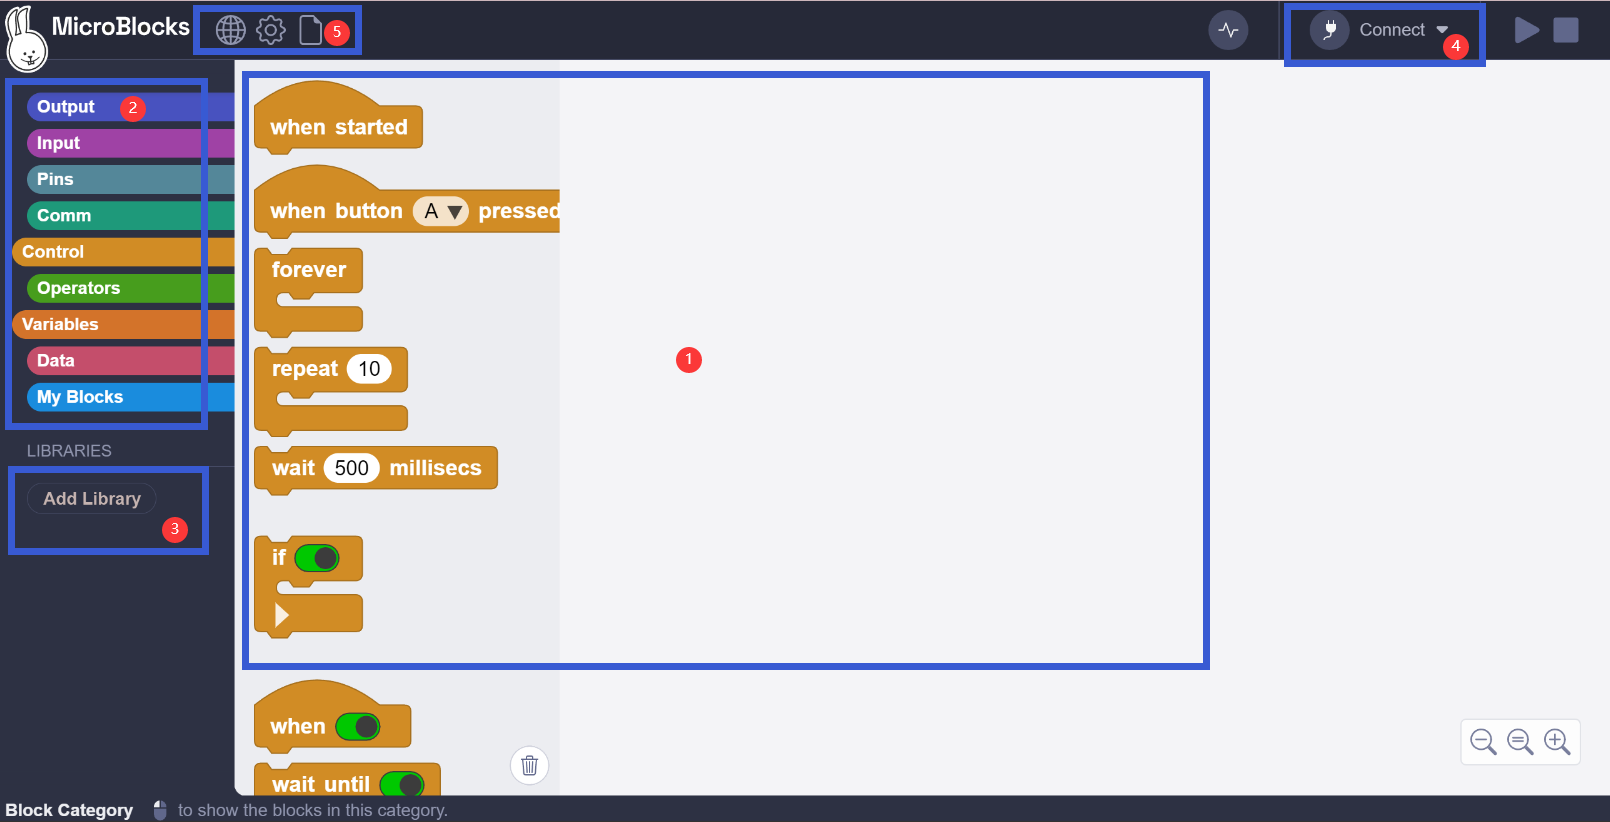 MicroBlocks
5
Connect
4
Output
2
Input
Pins
Comm
Control
Operators
Variables
Data
My Blocks
LIBRARIES
Add Library
3
when started
when button A pressed
forever
repeat 10
wait 500 millisecs
if
when
wait until
1
Block Category to show the blocks in this category.